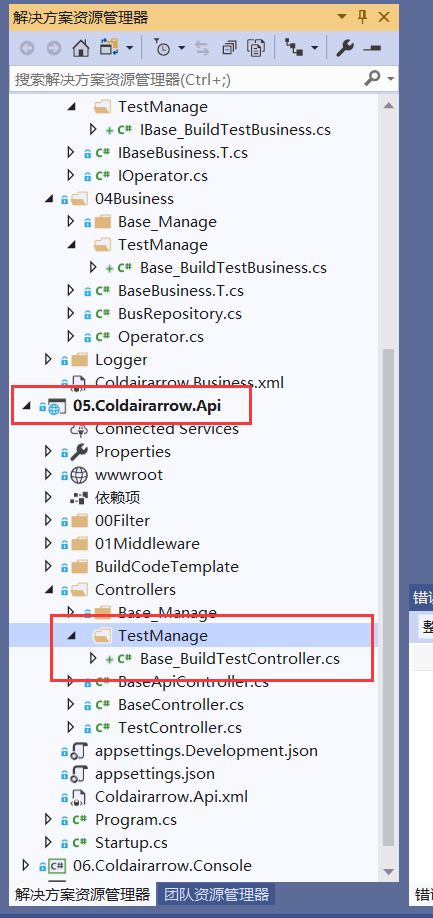 解决方案资源管理器
搜索解决方案资源管理器(Ctrl+;)
TestManage
C# IBase_BuildTestBusiness.cs
C# IBaseBusiness.T.cs
C# IOperator.cs
04Business
Base_Manage
TestManage
C# Base_BuildTestBusiness.cs
C# BaseBusiness.T.cs
C# BusRepository.cs
C# Operator.cs
Logger
Coldairarrow.Business.xml
05.Coldairarrow.Api
Connected Services
Properties
wwwroot
依赖项
00Filter
01Middleware
BuildCodeTemplate
Controllers
Base_Manage
TestManage
C# Base_BuildTestController.cs
C# BaseApiController.cs
C# BaseController.cs
C# TestController.cs
appsettings.Development.json
appsettings.json
Coldairarrow.Api.xml
C# Program.cs
C# Startup.cs
C# 06.Coldairarrow.Console
解决方案资源管理器 团队资源管理器